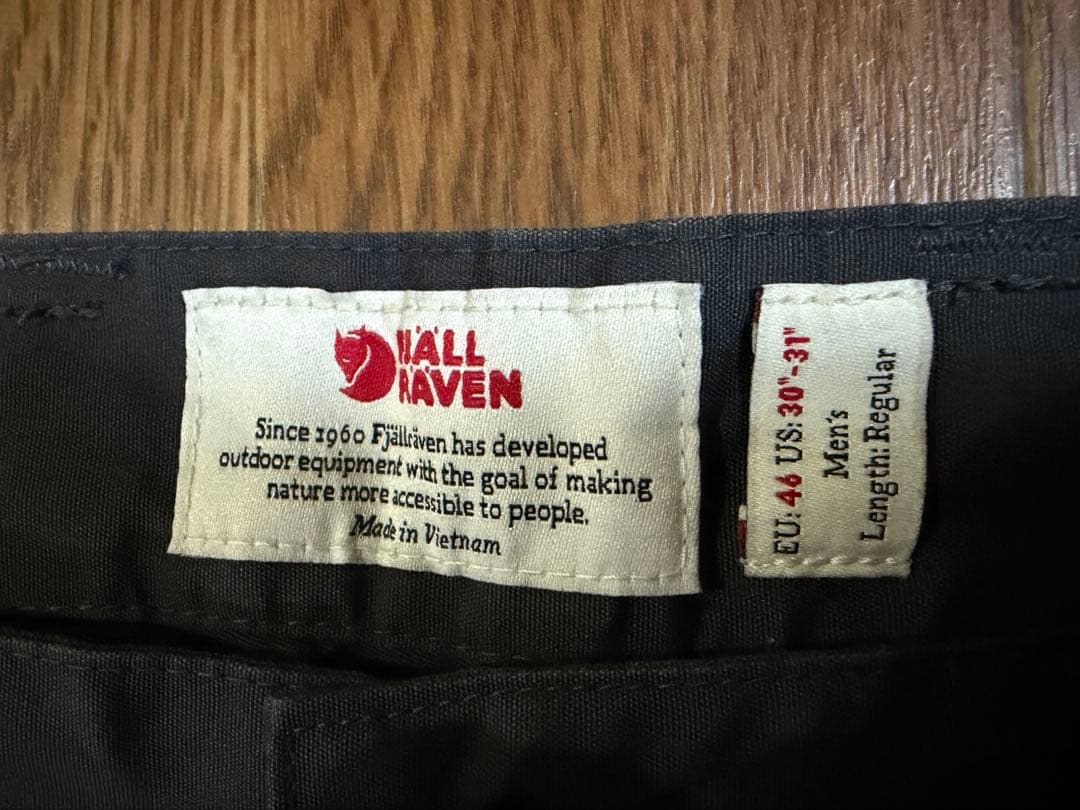 FJÄLL
RÄVEN
Since 1960 Fjällräven has developed
outdoor equipment with the goal of making
nature more accessible to people.
Made in Vietnam
EU: 46 US: 30"-31"
Men's
Length: Regular